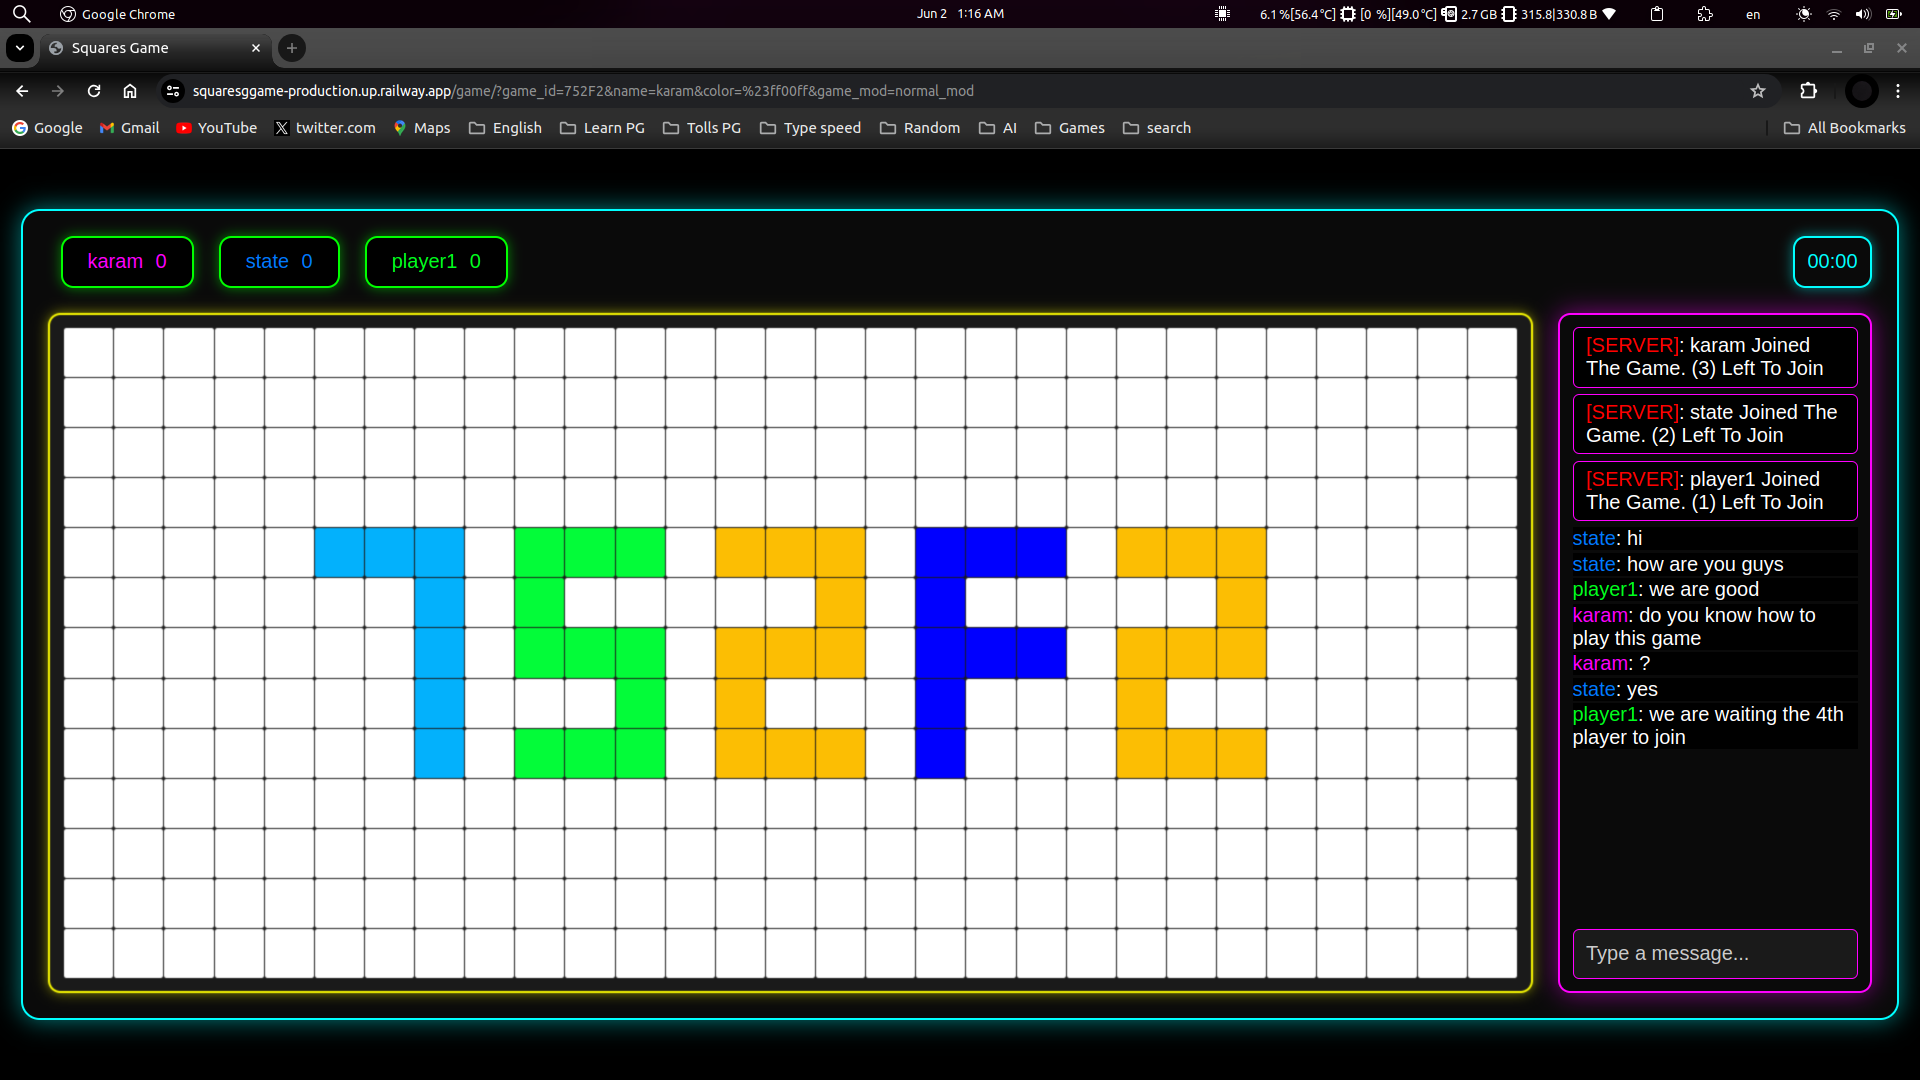 Google Chrome
Jun 2 1:16 AM
6.1 %[56.4 °C] [0 %][49.0 °C] 2.7 GB 315.8|330.8 B
en
Squares Game
squaresggame-production.up.railway.app/game/?game_id=752F2&name=karam&color=%23ff00ff&game_mod=normal_mod
Google Gmail YouTube twitter.com Maps English Learn PG Tolls PG Type speed Random AI Games search All Bookmarks
karam 0
state 0
player1 0
00:00
752F2
[SERVER]: karam Joined
The Game. (3) Left To Join
[SERVER]: state Joined The
Game. (2) Left To Join
[SERVER]: player1 Joined
The Game. (1) Left To Join
state: hi
state: how are you guys
player1: we are good
karam: do you know how to
play this game
karam: ?
state: yes
player1: we are waiting the 4th
player to join
Type a message...